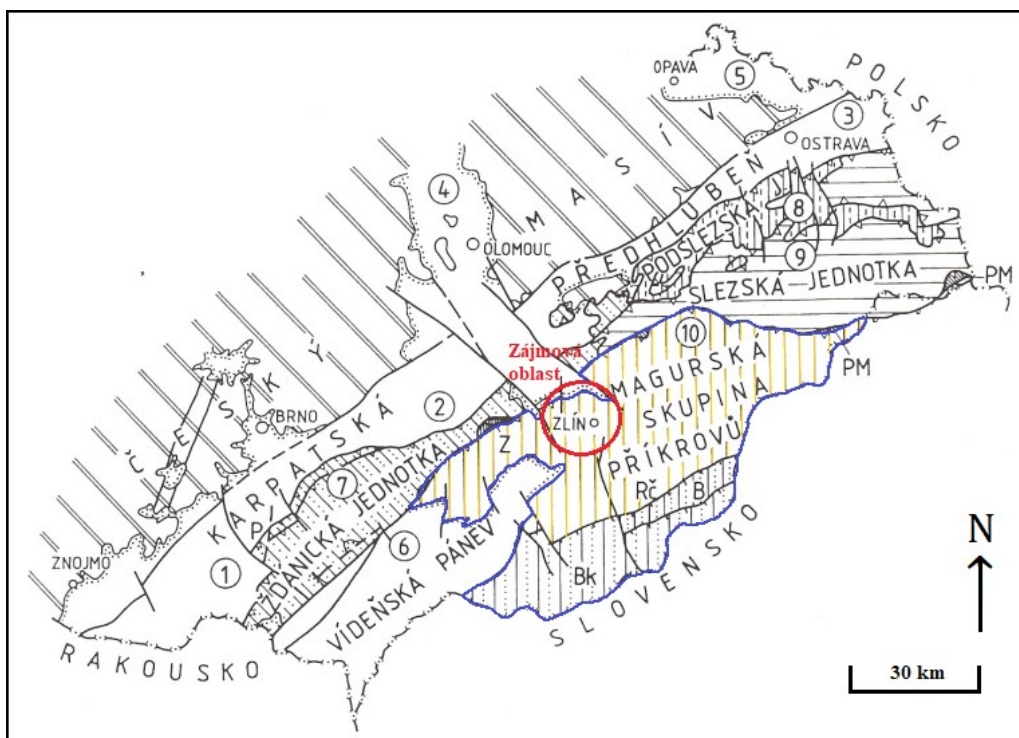 OPAVA
5
POLSKO
3
OSTRAVA
ČESKÝ MASÍV
4
OLOMOUC
KARPATSKÁ PŘEDHLUBEŇ
PODSLEZSKÁ J.
8
9
SLEZSKÁ JEDNOTKA
PM
S
10
PM
Zájmová
oblast
MAGURSKÁ
SKUPINA
PŘÍKROVŮ
ZLÍN
BRNO
2
Z
Rč
B
7
P
ŽDANICKÁ JEDNOTKA
6
VÍDEŇSKÁ PÁNEV
Bk
SLOVENSKO
ZNOJMO
1
RAKOUSKO
N
30 km